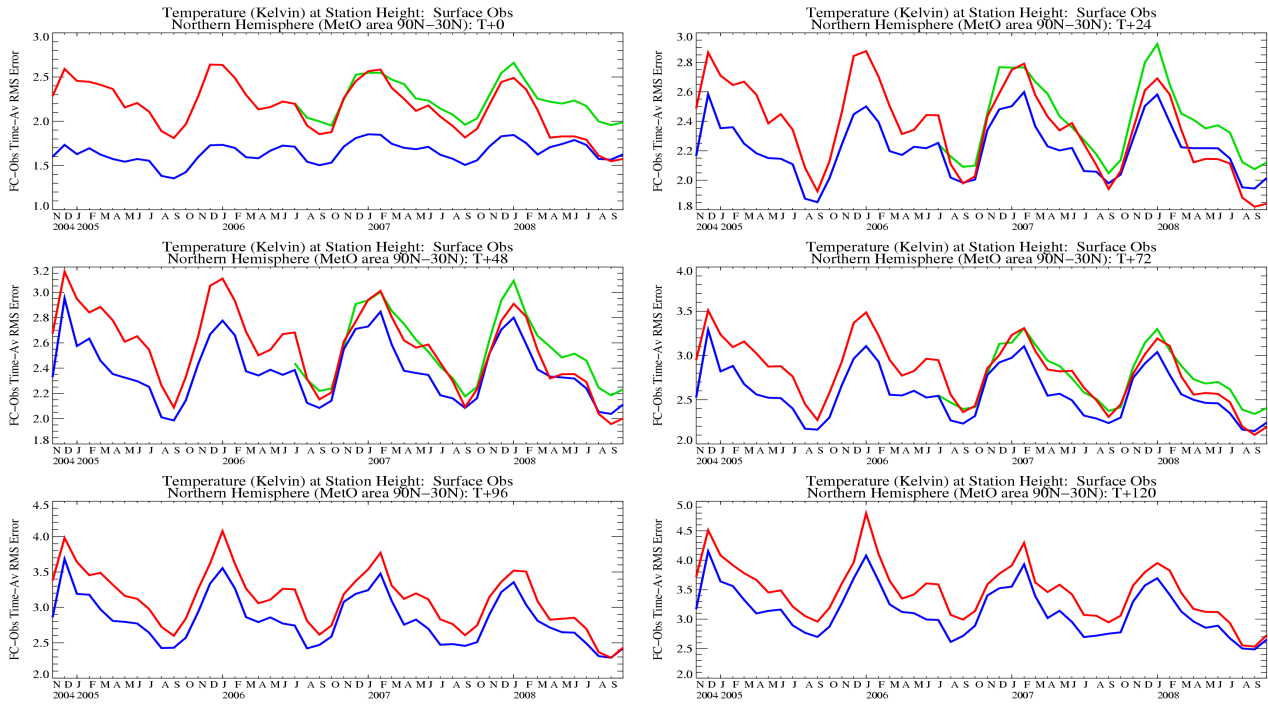 Temperature (Kelvin) at Station Height: Surface Obs
Northern Hemisphere (MetO area 90N−30N): T+0
FC−Obs Time−Av RMS Error
3.0
2.5
2.0
1.5
1.0
N D J F M A M J J A S O N D J F M A M J J A S O N D J F M A M J J A S O N D J F M A M J J A S
2004 2005 2006 2007 2008
Temperature (Kelvin) at Station Height: Surface Obs
Northern Hemisphere (MetO area 90N−30N): T+24
FC−Obs Time−Av RMS Error
3.0
2.8
2.6
2.4
2.2
2.0
1.8
N D J F M A M J J A S O N D J F M A M J J A S O N D J F M A M J J A S O N D J F M A M J J A S
2004 2005 2006 2007 2008
Temperature (Kelvin) at Station Height: Surface Obs
Northern Hemisphere (MetO area 90N−30N): T+48
FC−Obs Time−Av RMS Error
3.2
3.0
2.8
2.6
2.4
2.2
2.0
1.8
N D J F M A M J J A S O N D J F M A M J J A S O N D J F M A M J J A S O N D J F M A M J J A S
2004 2005 2006 2007 2008
Temperature (Kelvin) at Station Height: Surface Obs
Northern Hemisphere (MetO area 90N−30N): T+72
FC−Obs Time−Av RMS Error
4.0
3.5
3.0
2.5
2.0
N D J F M A M J J A S O N D J F M A M J J A S O N D J F M A M J J A S O N D J F M A M J J A S
2004 2005 2006 2007 2008
Temperature (Kelvin) at Station Height: Surface Obs
Northern Hemisphere (MetO area 90N−30N): T+96
FC−Obs Time−Av RMS Error
4.5
4.0
3.5
3.0
2.5
2.0
N D J F M A M J J A S O N D J F M A M J J A S O N D J F M A M J J A S O N D J F M A M J J A S
2004 2005 2006 2007 2008
Temperature (Kelvin) at Station Height: Surface Obs
Northern Hemisphere (MetO area 90N−30N): T+120
FC−Obs Time−Av RMS Error
5.0
4.5
4.0
3.5
3.0
2.5
2.0
N D J F M A M J J A S O N D J F M A M J J A S O N D J F M A M J J A S O N D J F M A M J J A S
2004 2005 2006 2007 2008